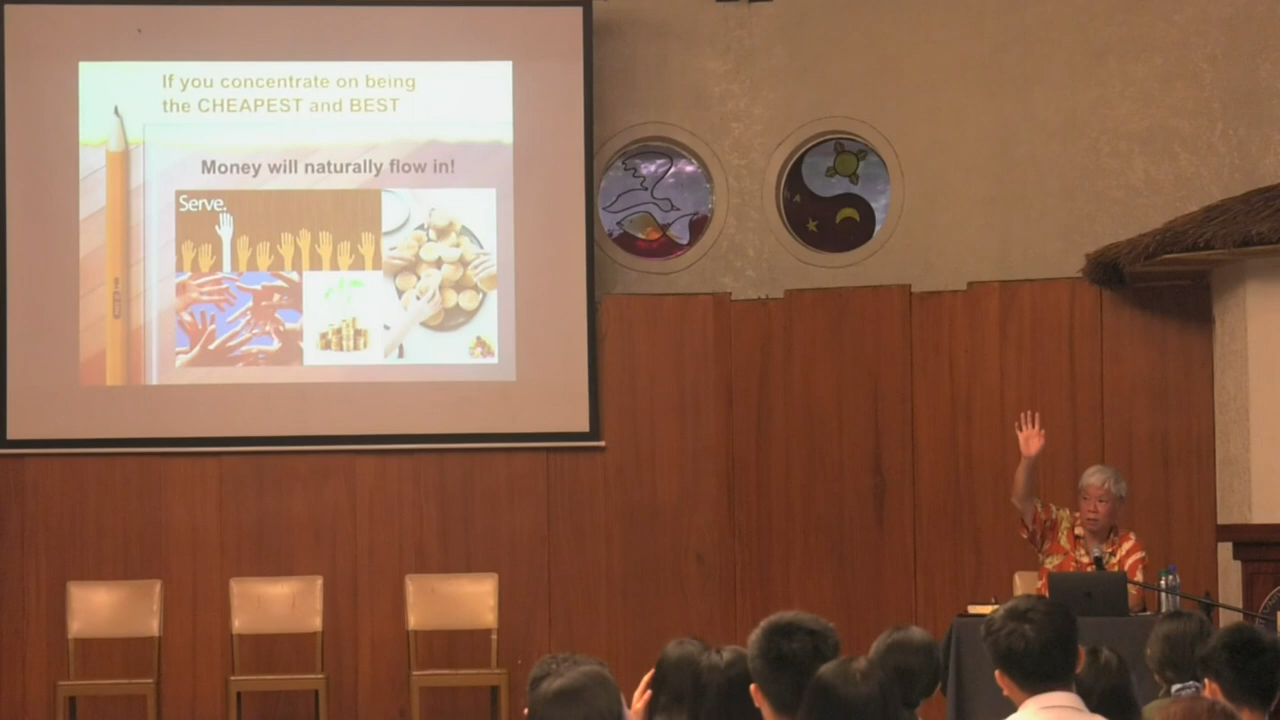 If you concentrate on being
the CHEAPEST and BEST
Money will naturally flow in!
Serve.